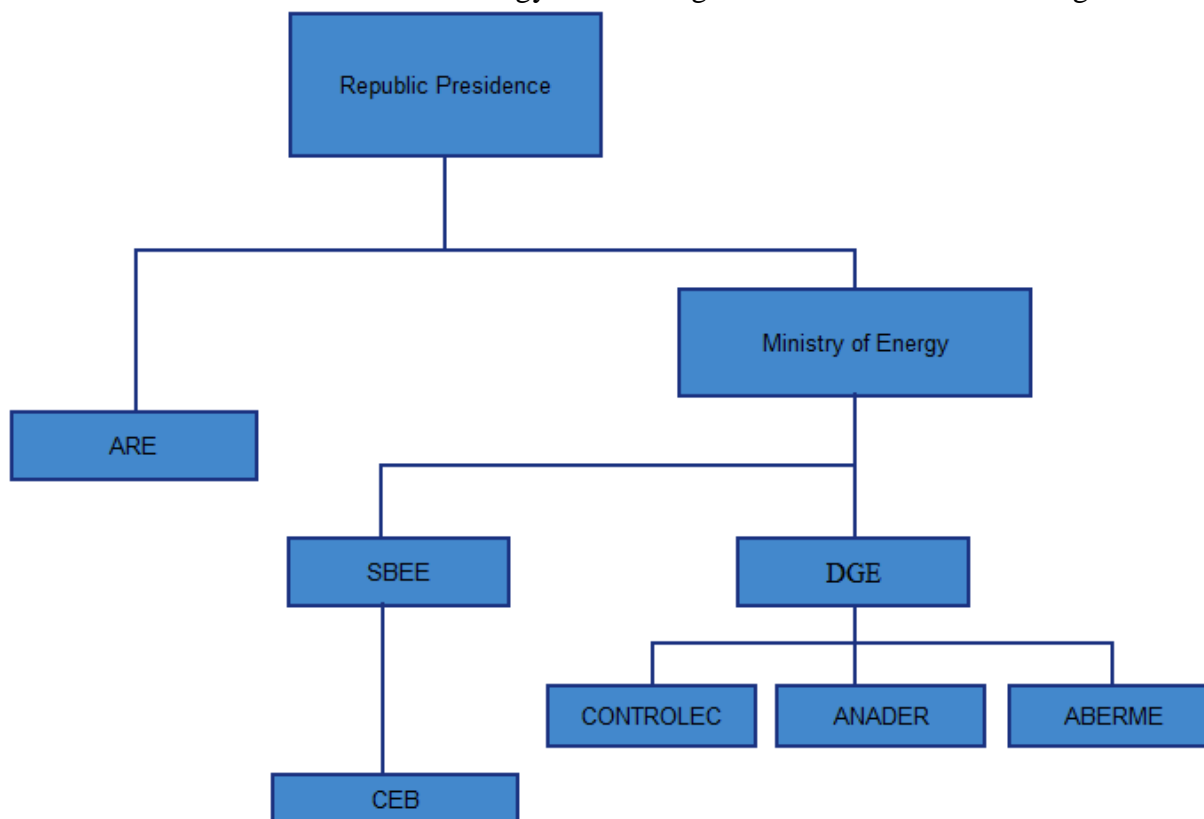 Republic Presidence
Ministry of Energy
ARE
SBEE
DGE
CONTROLEC
ANADER
ABERME
CEB